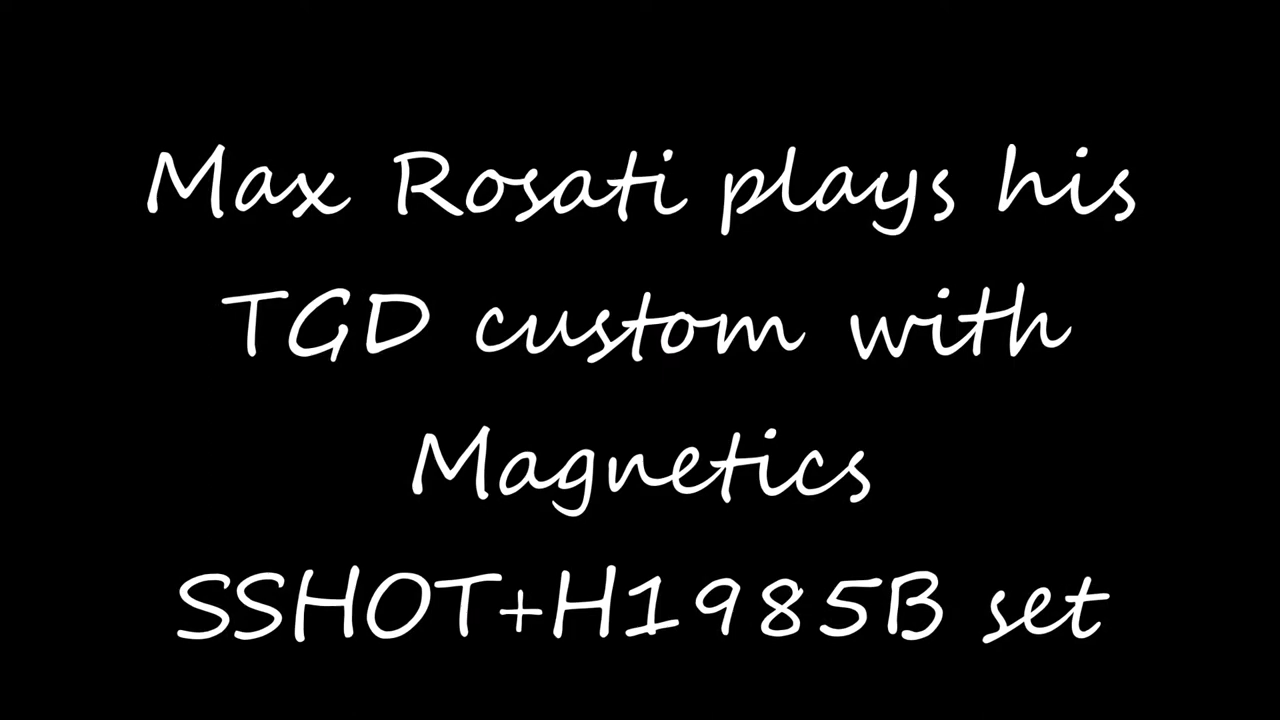 Max Rosati plays his
TGD custom with
Magnetics
SSHOT+H1985B set